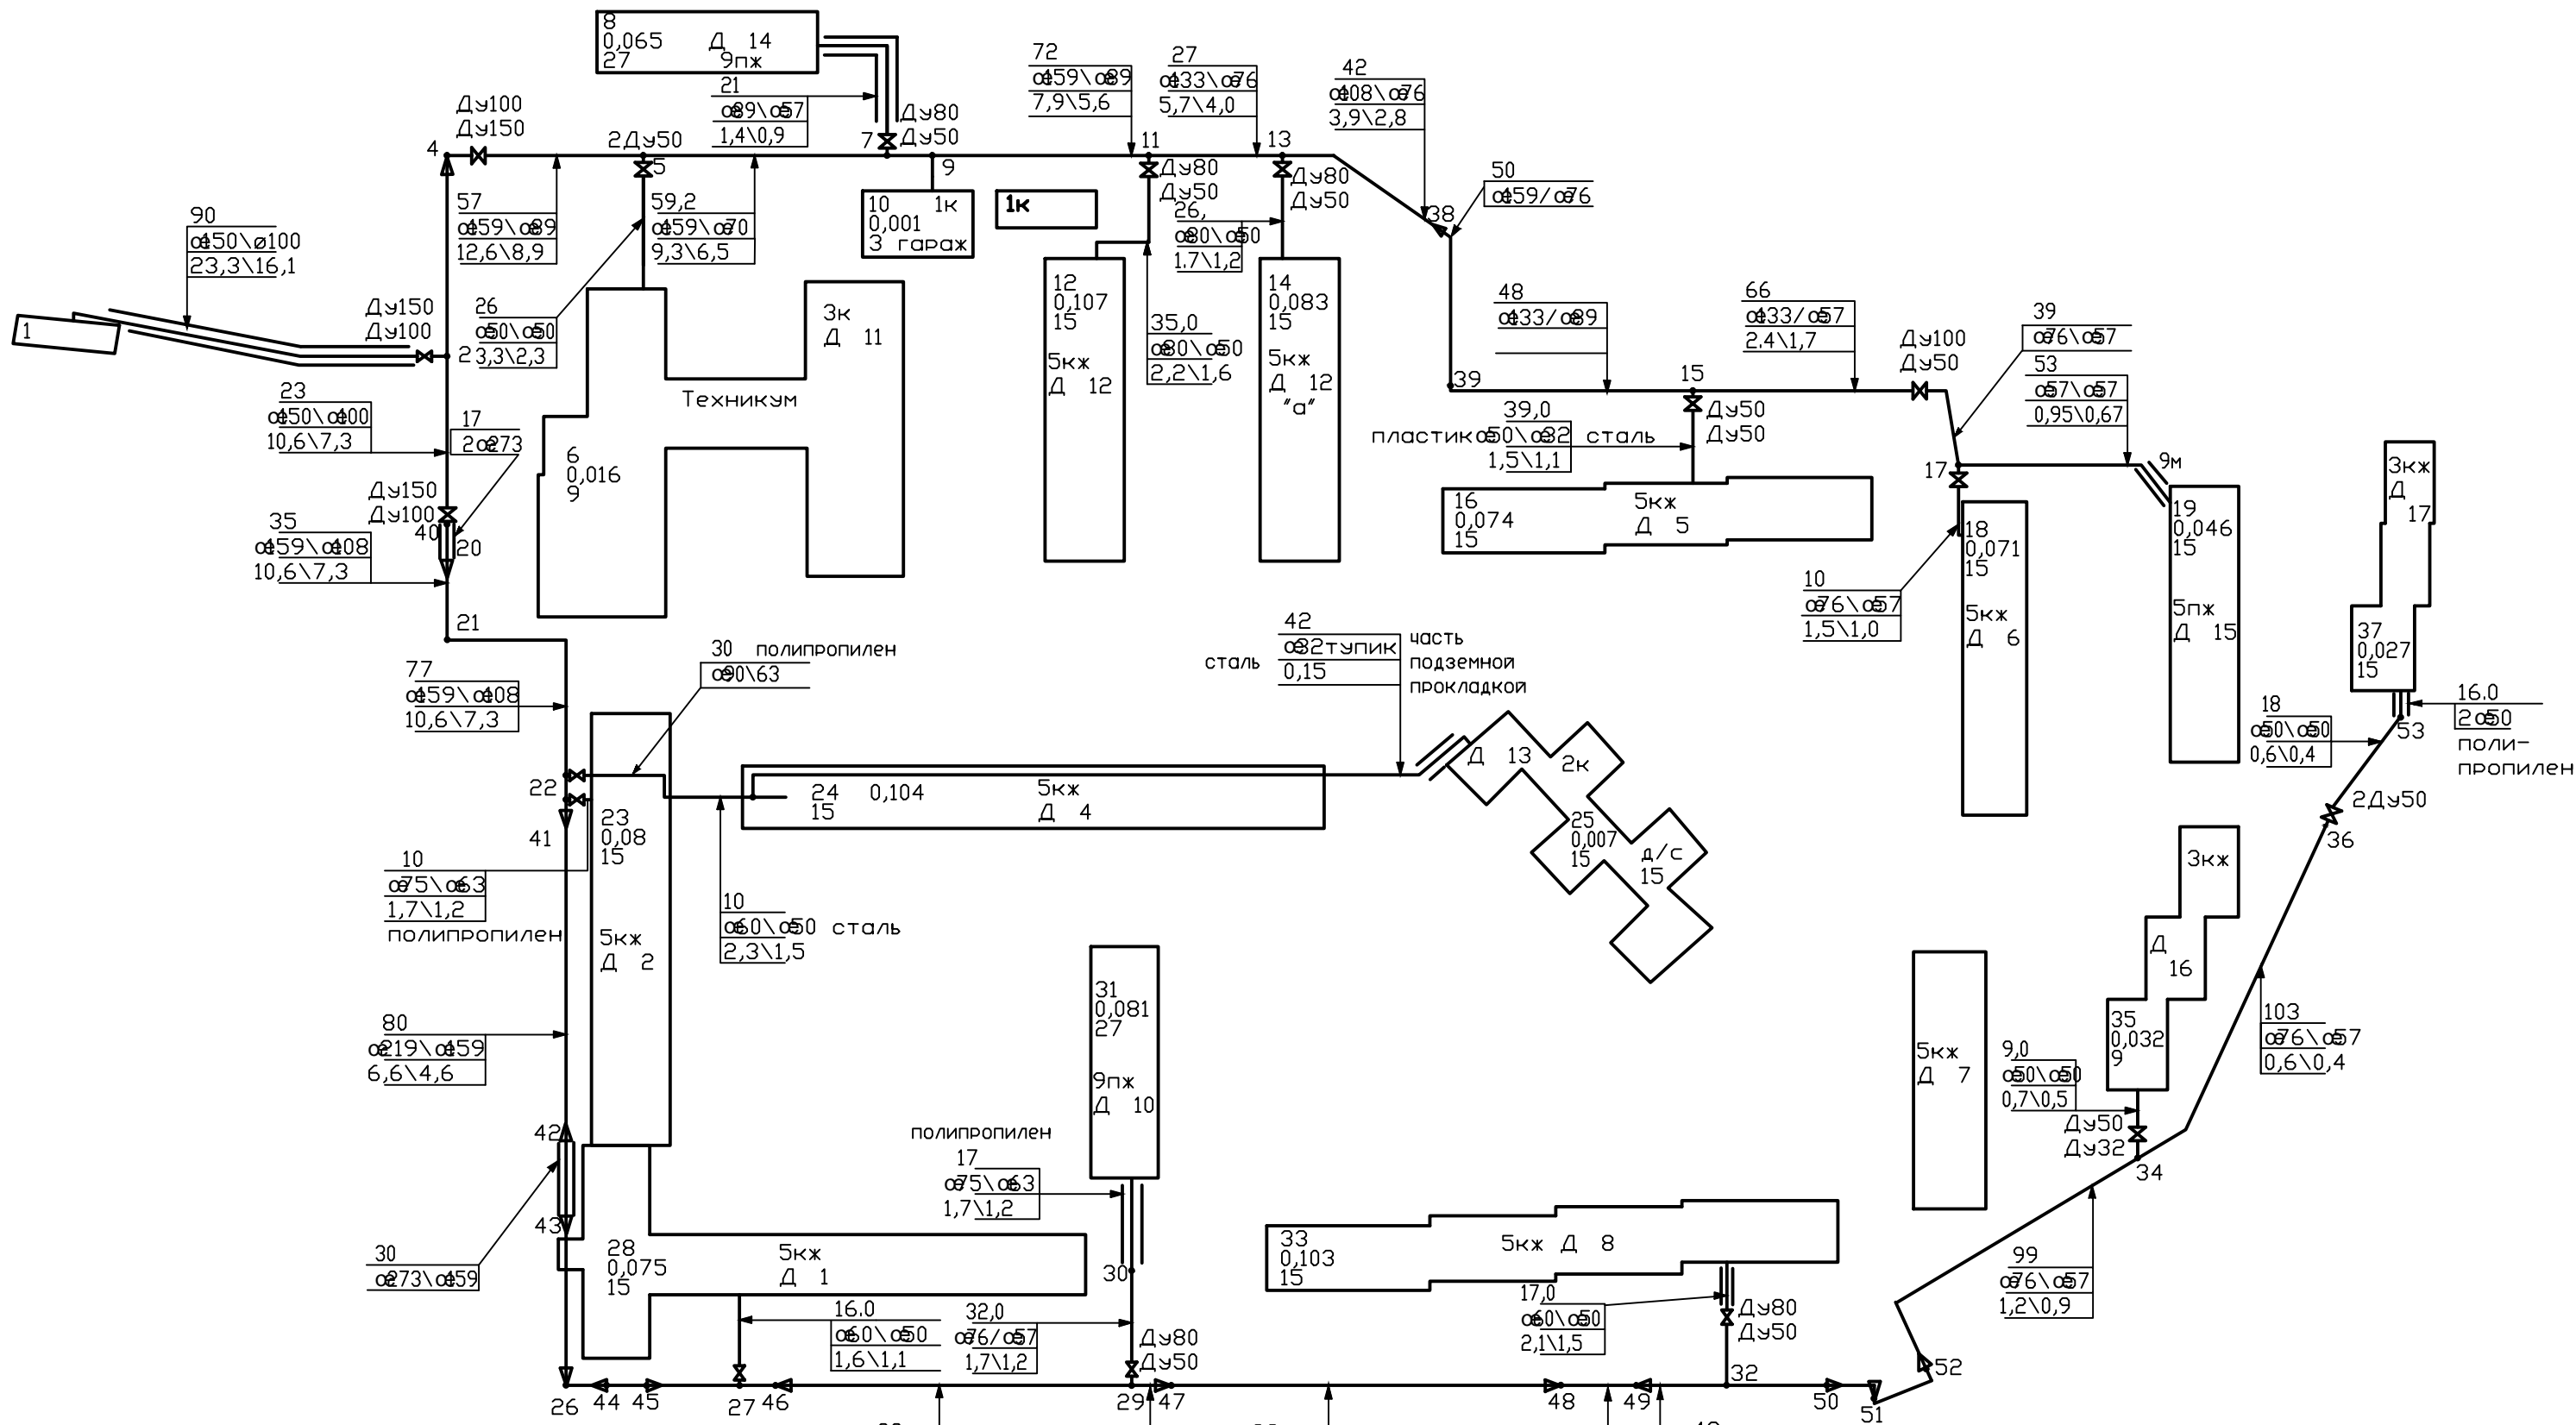 8
0,065 Д 14
27 9пж
21
ø89\ø57
1,4\0,9
Ду80
Ду50
7
72
ø159\ø89
7,9\5,6
27
ø133\ø76
5,7\4,0
42
ø108\ø76
3,9\2,8
Ду100
Ду150
4
2Ду50
5
9
11
13
Ду80
Ду50
Ду80
Ду50
50
ø159/ø76
38
90
ø150\ø100
23,3\16,1
57
ø159\ø89
12,6\8,9
59,2
ø159\ø70
9,3\6,5
10 1к
0,001
3 гараж
1к
26,
ø80\ø50
1.7\1,2
1
Ду150
Ду100
2
26
ø50\ø50
3,3\2,3
3к
Д 11
Техникум
6
0,016
9
12
0,107
15
5кж
Д 12
35,0
ø80\ø50
2,2\1,6
14
0,083
15
5кж
Д 12
"а"
48
ø133/ø89
66
ø133/ø57
2.4\1,7
Ду100
Ду50
39
ø76\ø57
53
ø57\ø57
0,95\0,67
39
15
Ду50
Ду50
39,0
пластик ø50\ø32 сталь
1,5\1,1
23
ø150\ø100
10,6\7,3
17
2ø273
Ду150
Ду100
40
20
35
ø159\ø108
10,6\7,3
21
16
0,074
15
5кж
Д 5
17
9м
18
0,071
15
5кж
Д 6
10
ø76\ø57
1,5\1,0
19
0,046
15
5пж
Д 15
3кж
Д
17
37
0,027
15
16.0
2ø50
поли-
пропилен
53
18
ø50\ø50
0,6\0,4
2Ду50
36
77
ø159\ø108
10,6\7,3
30 полипропилен
ø90\63
42
сталь ø32тупик
0,15
часть
подземной
прокладкой
22
41
23
0,08
15
5кж
Д 2
24 0,104
15
5кж
Д 4
Д 13
2к
25
0,007
15
д/с
15
10
ø75\ø63
1,7\1,2
полипропилен
10
ø60\ø50 сталь
2,3\1,5
80
ø219\ø159
6,6\4,6
42
43
30
ø273\ø159
31
0,081
27
9пж
Д 10
полипропилен
17
ø75\ø63
1,7\1,2
30
28
0,075
15
5кж
Д 1
16.0
ø60\ø50
1,6\1,1
32,0
ø76/ø57
1,7\1,2
Ду80
Ду50
33
0,103
15
5кж Д 8
17,0
ø60\ø50
2,1\1,5
Ду80
Ду50
5кж
Д 7
3кж
Д
16
35
0,032
9
9,0
ø50\ø50
0,7\0,5
Ду50
Ду32
34
103
ø76\ø57
0,6\0,4
99
ø76\ø57
1,2\0,9
52
26 44 45 27 46 29 47 48 49 32 50 51